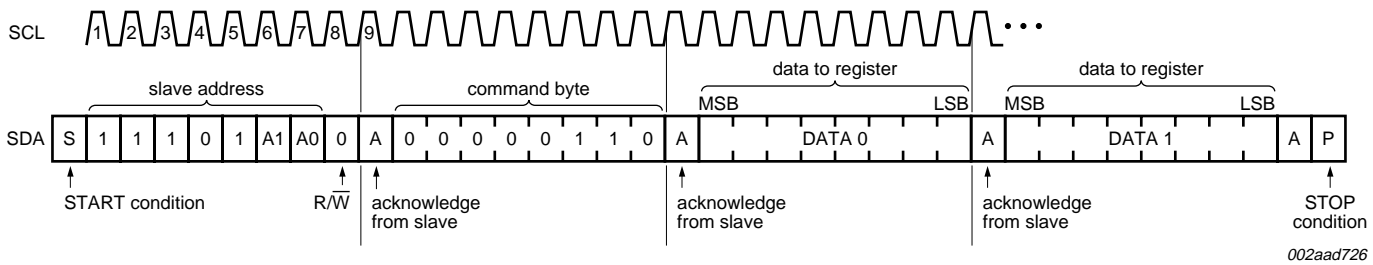 SCL 1 2 3 4 5 6 7 8 9
slave address command byte data to register data to register
MSB LSB MSB LSB
SDA S 1 1 1 0 1 A1 A0 0 A 0 0 0 0 0 1 1 0 A DATA 0 A DATA 1 A P
START condition R/W̅ acknowledge acknowledge acknowledge STOP
from slave from slave from slave condition
002aad726